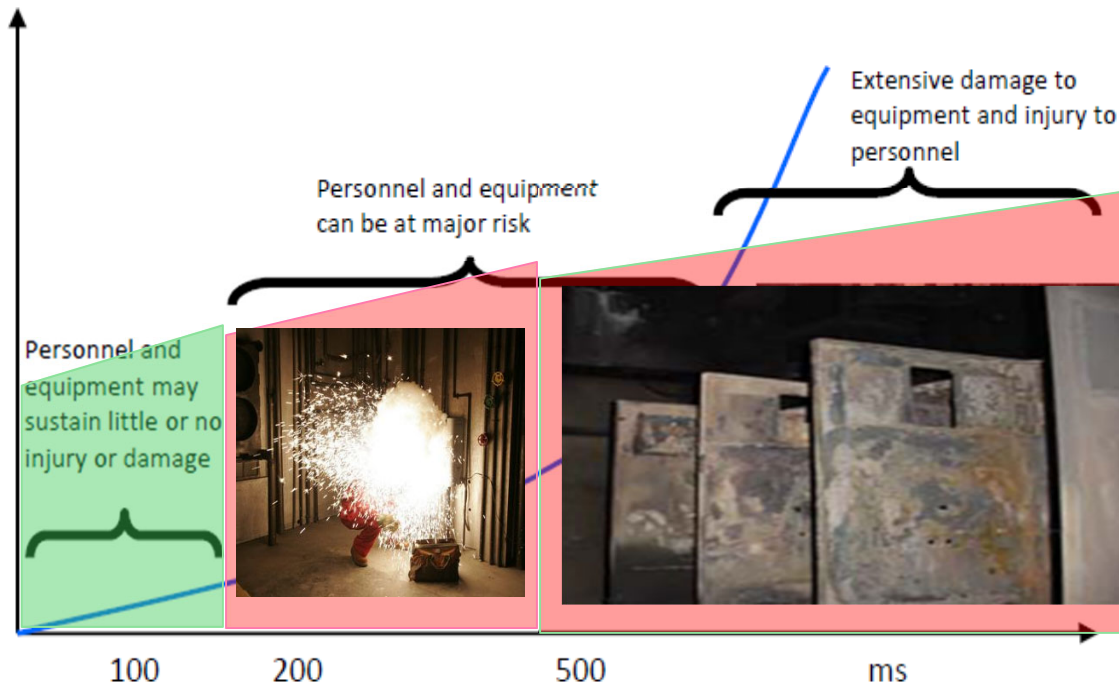 Extensive damage to
equipment and injury to
personnel
Personnel and equipment
can be at major risk
Personnel and
equipment may
sustain little or no
injury or damage
100 200 500 ms